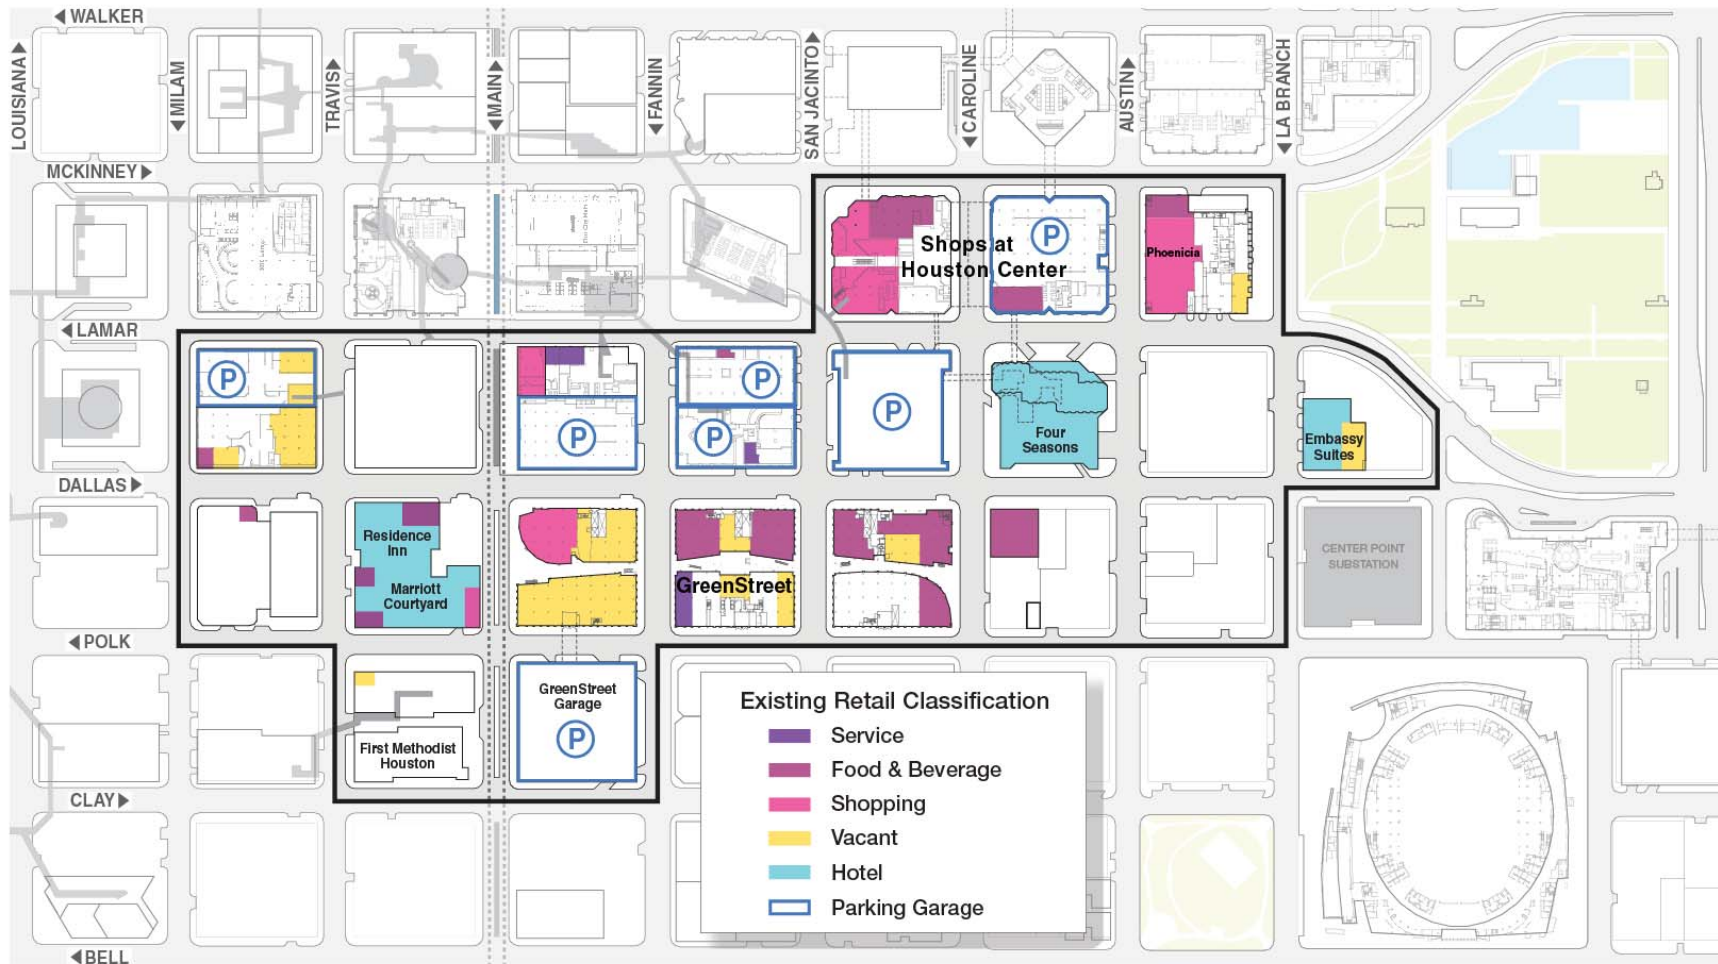 ◀WALKER
LOUISIANA▶
◀MILAM
TRAVIS▶
◀MAIN▶
◀FANNIN
SAN JACINTO▶
◀CAROLINE
AUSTIN▶
◀LA BRANCH
MCKINNEY▶
Shops at
Houston Center
P
Phoenicia
◀LAMAR
P
P
P
P
P
Four
Seasons
Embassy
Suites
DALLAS▶
Residence
Inn
Marriott
Courtyard
GreenStreet
CENTER POINT
SUBSTATION
◀POLK
GreenStreet
Garage
P
First Methodist
Houston
Existing Retail Classification
Service
Food & Beverage
Shopping
Vacant
Hotel
Parking Garage
CLAY▶
◀BELL